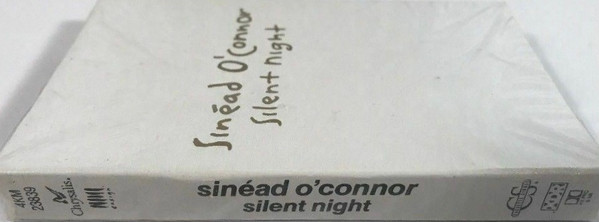 Sinéad O'Connor
Silent night
4KM
23839
Chrysalis.
sinéad o'connor
silent night